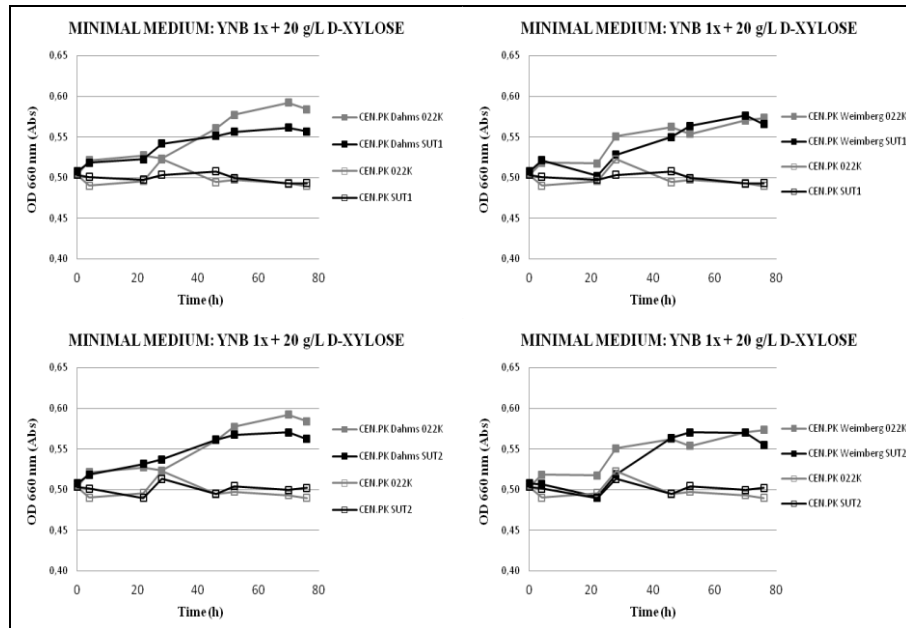 MINIMAL MEDIUM: YNB 1x + 20 g/L D-XYLOSE
OD 660 nm (Abs)
0,65
0,60
0,55
0,50
0,45
0,40
0 20 40 60 80
Time (h)
CEN.PK Dahms 022K
CEN.PK Dahms SUT1
CEN.PK 022K
CEN.PK SUT1
MINIMAL MEDIUM: YNB 1x + 20 g/L D-XYLOSE
OD 660 nm (Abs)
0,65
0,60
0,55
0,50
0,45
0,40
0 20 40 60 80
Time (h)
CEN.PK Weimberg 022K
CEN.PK Weimberg SUT1
CEN.PK 022K
CEN.PK SUT1
MINIMAL MEDIUM: YNB 1x + 20 g/L D-XYLOSE
OD 660 nm (Abs)
0,65
0,60
0,55
0,50
0,45
0,40
0 20 40 60 80
Time (h)
CEN.PK Dahms 022K
CEN.PK Dahms SUT2
CEN.PK 022K
CEN.PK SUT2
MINIMAL MEDIUM: YNB 1x + 20 g/L D-XYLOSE
OD 660 nm (Abs)
0,65
0,60
0,55
0,50
0,45
0,40
0 20 40 60 80
Time (h)
CEN.PK Weimberg 022K
CEN.PK Weimberg SUT2
CEN.PK 022K
CEN.PK SUT2